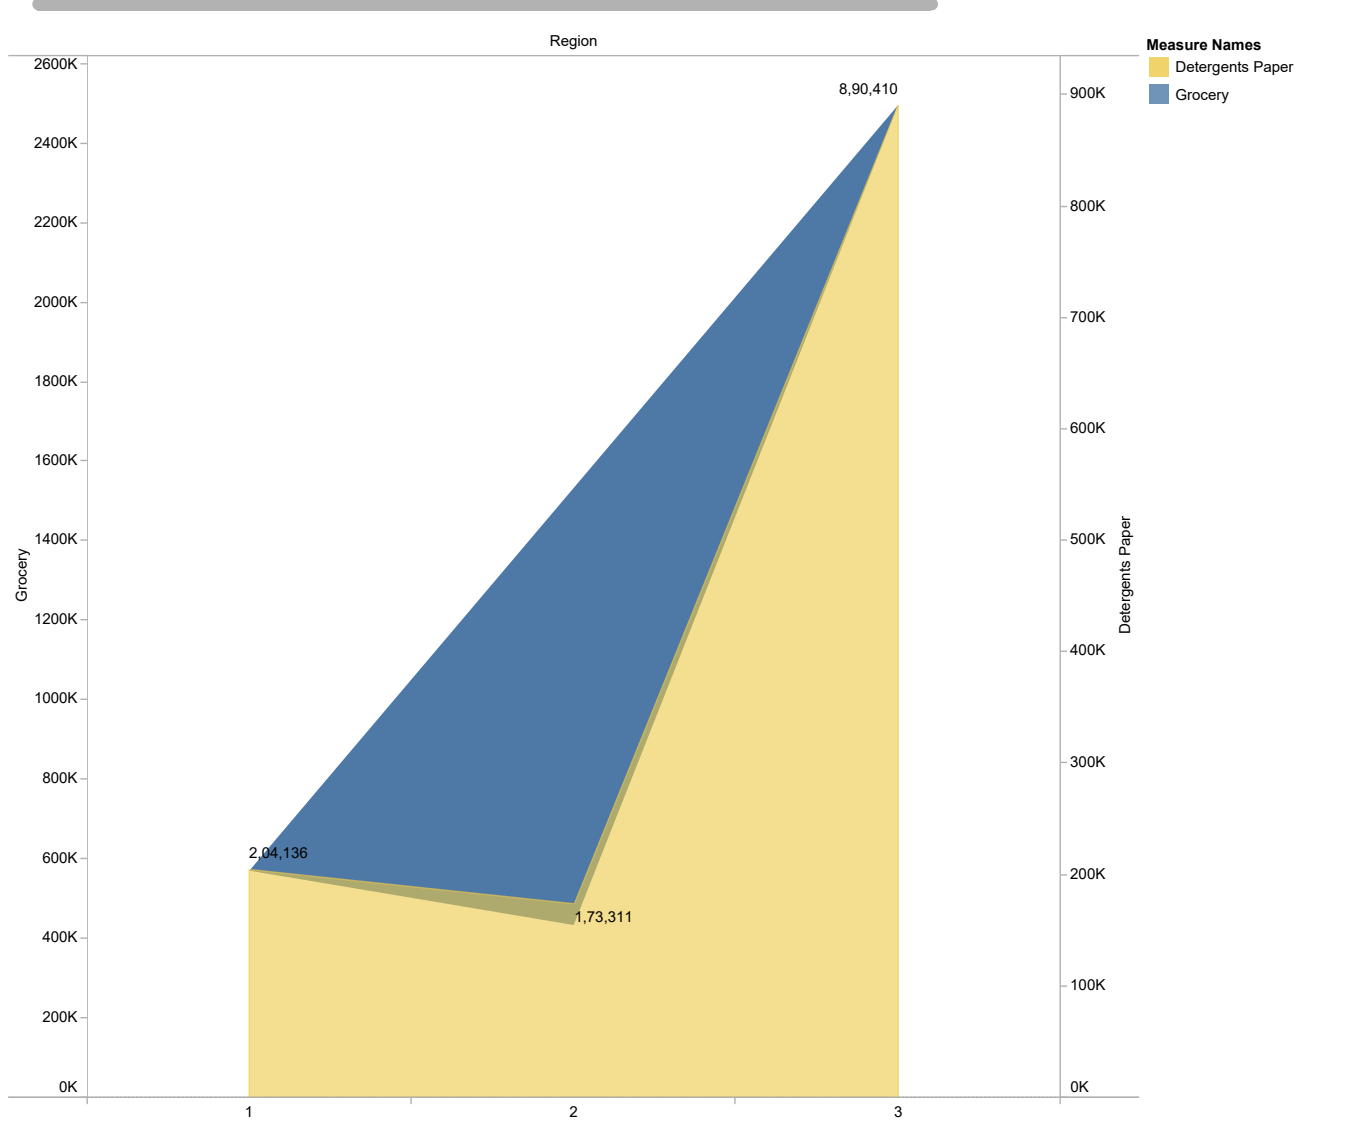 Region
Measure Names
Detergents Paper
Grocery
2600K
2400K
2200K
2000K
1800K
1600K
1400K
1200K
1000K
800K
600K
400K
200K
0K
Grocery
8,90,410
2,04,136
1,73,311
900K
800K
700K
600K
500K
400K
300K
200K
100K
0K
Detergents Paper
1
2
3